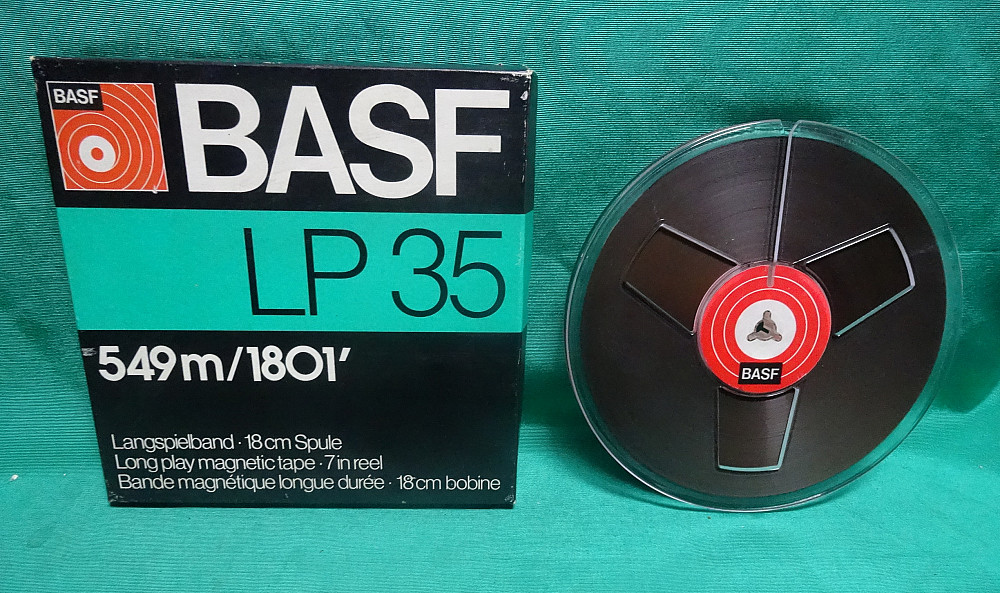 BASF
BASF
LP 35
549m/1801'
Langspielband · 18 cm Spule
Long play magnetic tape · 7 in reel
Bande magnétique longue durée · 18 cm bobine
BASF